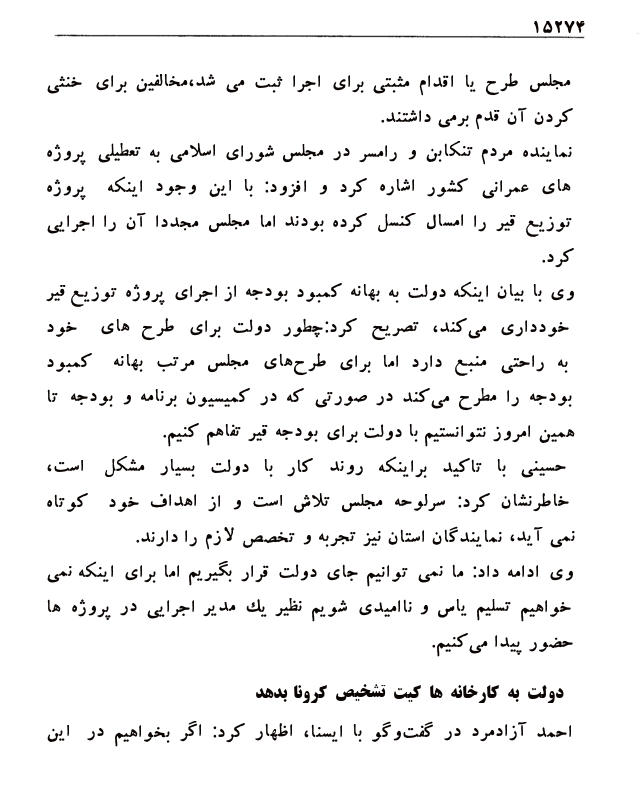 ۱۵۲۷۴
مجلس طرح یا اقدام مثبتی برای اجرا ثبت می شد،مخالفین برای خنثی
کردن آن قدم برمی داشتند.
نماینده مردم تنکابن و رامسر در مجلس شورای اسلامی به تعطیلی پروژه
های عمرانی کشور اشاره کرد و افزود: با این وجود اینکه پروژه
توزیع قیر را امسال کنسل کرده بودند اما مجلس مجددا آن را اجرایی
کرد.
وی با بیان اینکه دولت به بهانه کمبود بودجه از اجرای پروژه توزیع قیر
خودداری می‌کند، تصریح کرد:چطور دولت برای طرح های خود
به راحتی منبع دارد اما برای طرح‌های مجلس مرتب بهانه کمبود
بودجه را مطرح می‌کند در صورتی که در کمیسیون برنامه و بودجه تا
همین امروز نتوانستیم با دولت برای بودجه قیر تفاهم کنیم.
حسینی با تاکید براینکه روند کار با دولت بسیار مشکل است،
خاطرنشان کرد: سرلوحه مجلس تلاش است و از اهداف خود کوتاه
نمی آید، نمایندگان استان نیز تجربه و تخصص لازم را دارند.
وی ادامه داد: ما نمی توانیم جای دولت قرار بگیریم اما برای اینکه نمی
خواهیم تسلیم یاس و ناامیدی شویم نظیر یك مدیر اجرایی در پروژه ها
حضور پیدا می‌کنیم.
دولت به کارخانه ها کیت تشخیص کرونا بدهد
احمد آزادمرد در گفت‌وگو با ایسنا، اظهار کرد: اگر بخواهیم در این